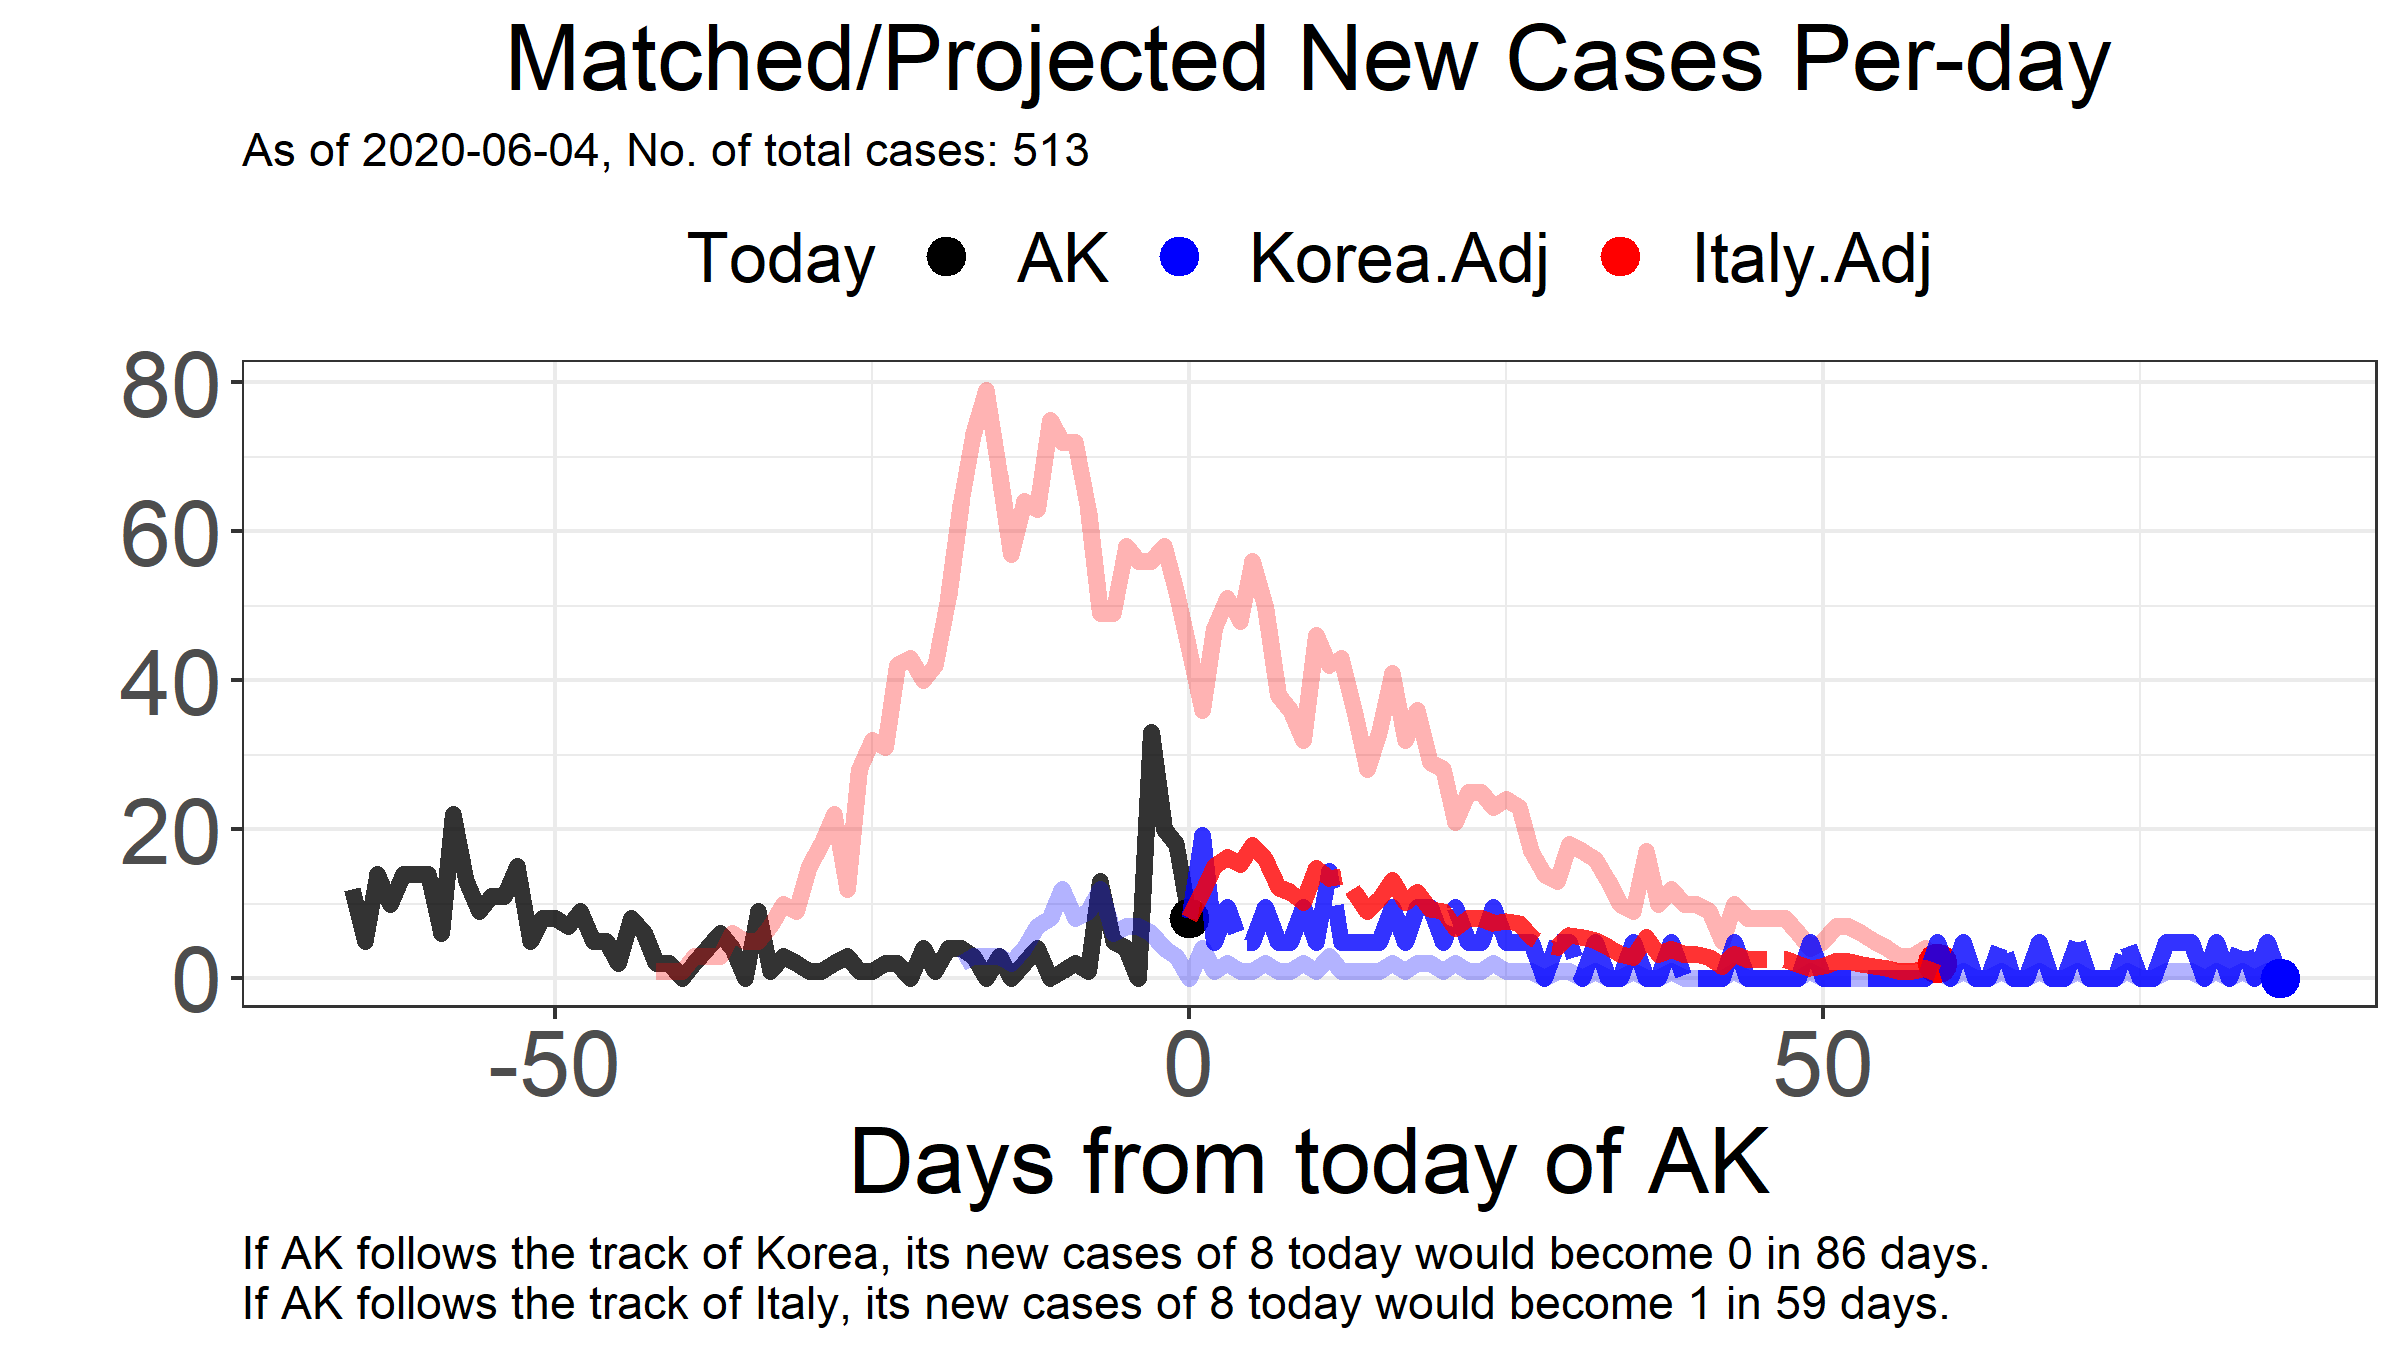 Matched/Projected New Cases Per-day
As of 2020-06-04, No. of total cases: 513
Today AK Korea.Adj Italy.Adj
80
60
40
20
0
-50 0 50
Days from today of AK
If AK follows the track of Korea, its new cases of 8 today would become 0 in 86 days.
If AK follows the track of Italy, its new cases of 8 today would become 1 in 59 days.